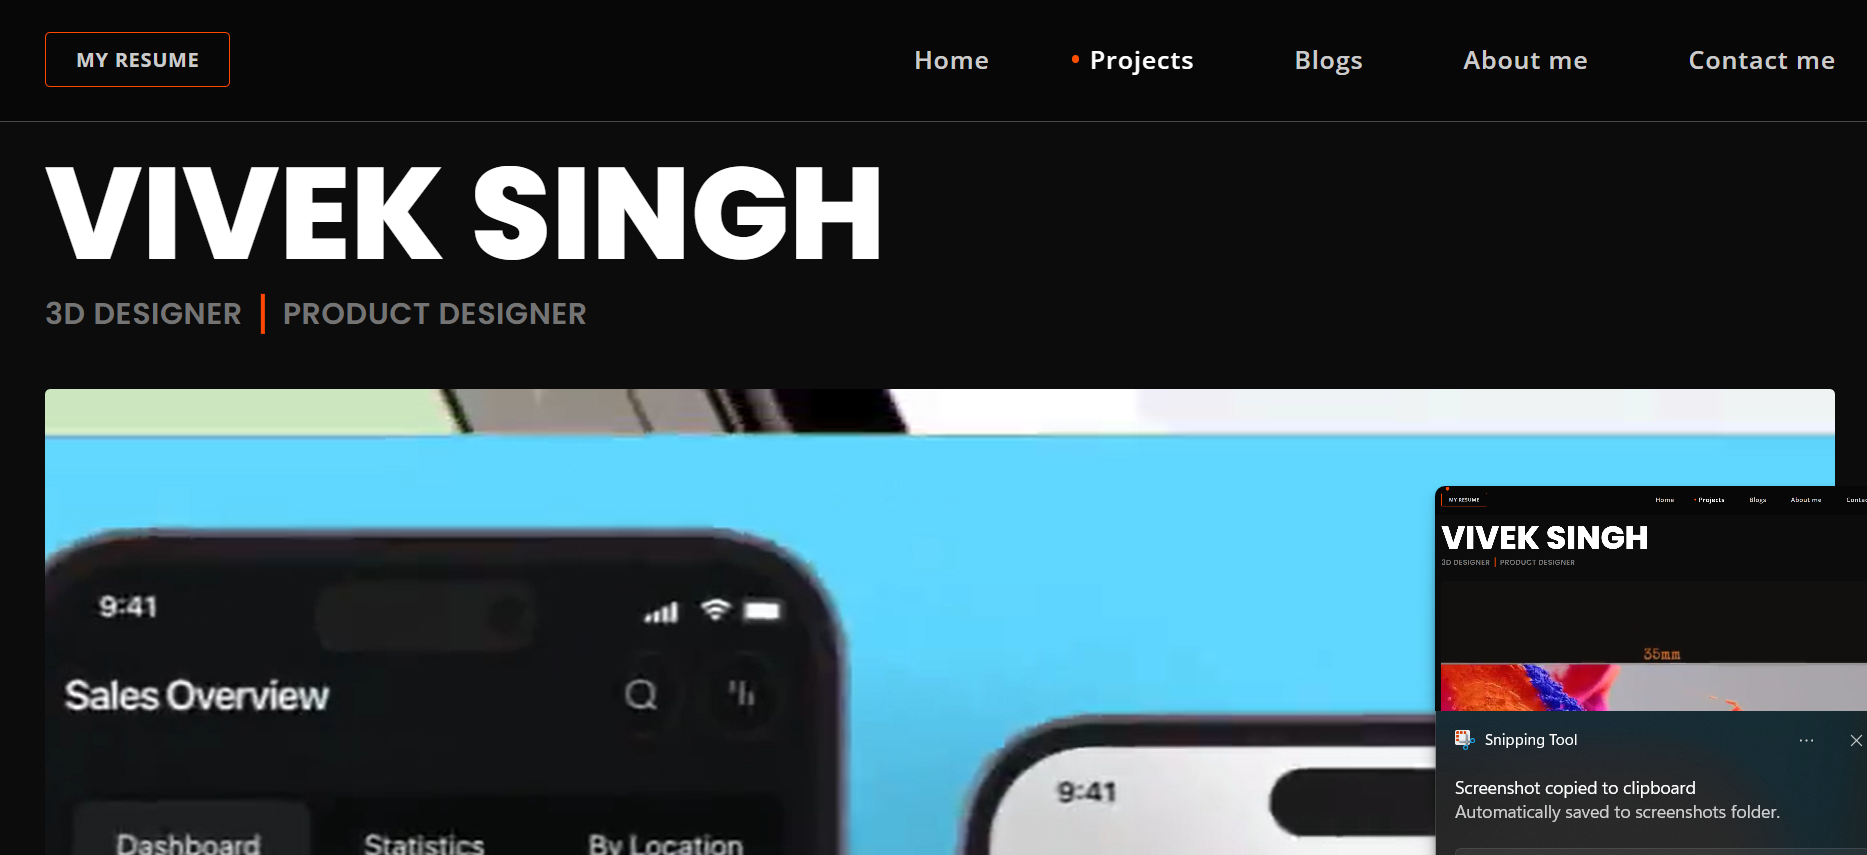 MY RESUME
Home
Projects
Blogs
About me
Contact me
VIVEK SINGH
3D DESIGNER | PRODUCT DESIGNER
9:41
Sales Overview
Dashboard
Statistics
By Location
9:41
MY RESUME
Home
Projects
Blogs
About me
VIVEK SINGH
3D DESIGNER | PRODUCT DESIGNER
35mm
Snipping Tool
Screenshot copied to clipboard
Automatically saved to screenshots folder.